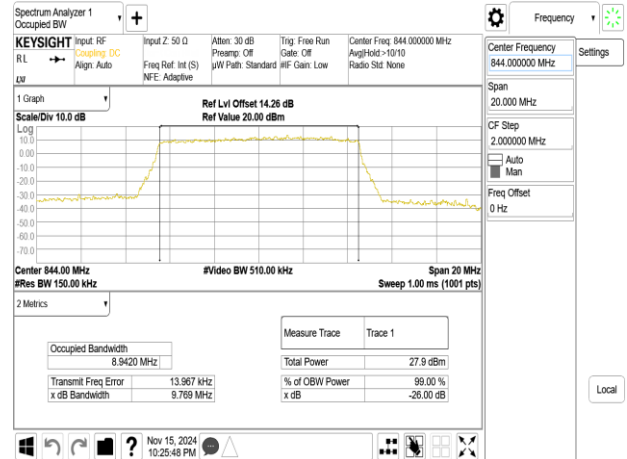 Spectrum Analyzer 1
Occupied BW
Frequency
KEYSIGHT
RL
Input: RF
Coupling: DC
Align: Auto
Input Z: 50 Ω
Freq Ref: Int (S)
NFE: Adaptive
Atten: 30 dB
Preamp: Off
µW Path: Standard
Trig: Free Run
Gate: Off
#IF Gain: Low
Center Freq: 844.000000 MHz
Avg|Hold:>10/10
Radio Std: None
Center Frequency
844.000000 MHz
Settings
Span
20.000 MHz
CF Step
2.000000 MHz
Auto
Man
Freq Offset
0 Hz
Local
1 Graph
Scale/Div 10.0 dB
Ref Lvl Offset 14.26 dB
Ref Value 20.00 dBm
Log
10.0
0.00
-10.0
-20.0
-30.0
-40.0
-50.0
-60.0
-70.0
Center 844.00 MHz
#Video BW 510.00 kHz
Span 20 MHz
#Res BW 150.00 kHz
Sweep 1.00 ms (1001 pts)
2 Metrics
Measure Trace
Trace 1
Occupied Bandwidth
8.9420 MHz
Total Power
27.9 dBm
Transmit Freq Error
13.967 kHz
% of OBW Power
99.00 %
x dB Bandwidth
9.769 MHz
x dB
-26.00 dB
?
Nov 15, 2024
10:25:48 PM